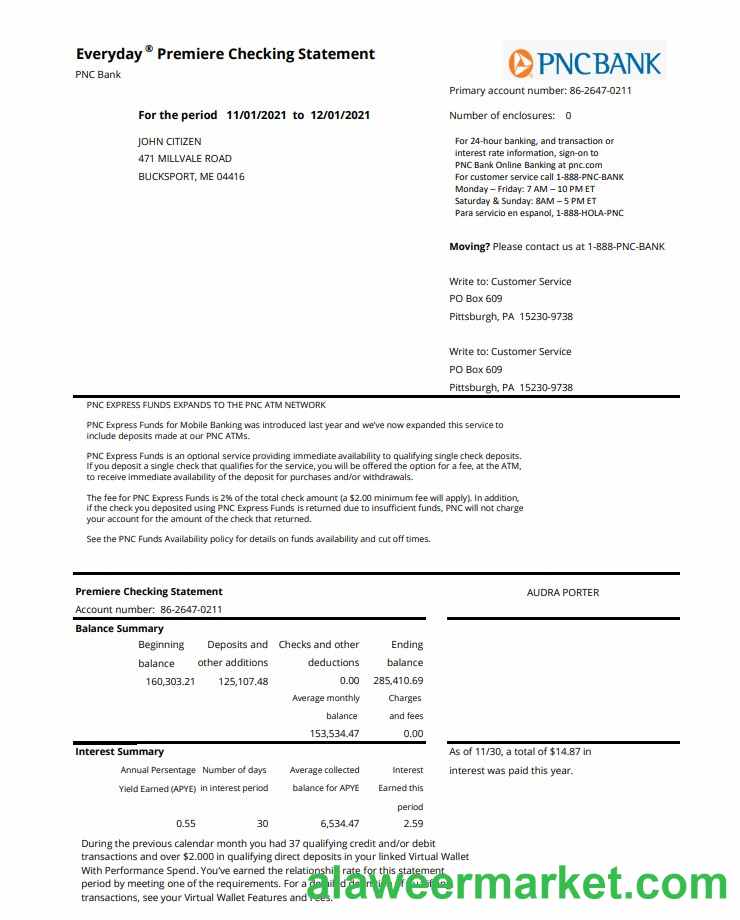 Everyday ® Premiere Checking Statement
PNC Bank
PNCBANK
Primary account number: 86-2647-0211
For the period 11/01/2021 to 12/01/2021
Number of enclosures: 0
JOHN CITIZEN
471 MILLVALE ROAD
BUCKSPORT, ME 04416
For 24-hour banking, and transaction or
interest rate information, sign-on to
PNC Bank Online Banking at pnc.com
For customer service call 1-888-PNC-BANK
Monday – Friday: 7 AM – 10 PM ET
Saturday & Sunday: 8AM – 5 PM ET
Para servicio en espanol, 1-888-HOLA-PNC
Moving? Please contact us at 1-888-PNC-BANK
Write to: Customer Service
PO Box 609
Pittsburgh, PA 15230-9738
Write to: Customer Service
PO Box 609
Pittsburgh, PA 15230-9738
PNC EXPRESS FUNDS EXPANDS TO THE PNC ATM NETWORK
PNC Express Funds for Mobile Banking was introduced last year and we've now expanded this service to
include deposits made at our PNC ATMs.
PNC Express Funds is an optional service providing immediate availability to qualifying single check deposits.
If you deposit a single check that qualifies for the service, you will be offered the option for a fee, at the ATM,
to receive immediate availability of the deposit for purchases and/or withdrawals.
The fee for PNC Express Funds is 2% of the total check amount (a $2.00 minimum fee will apply). In addition,
if the check you deposited using PNC Express Funds is returned due to insufficient funds, PNC will not charge
your account for the amount of the check that returned.
See the PNC Funds Availability policy for details on funds availability and cut off times.
Premiere Checking Statement
AUDRA PORTER
Account number: 86-2647-0211
Balance Summary
Beginning Deposits and Checks and other Ending
balance other additions deductions balance
160,303.21 125,107.48 0.00 285,410.69
Average monthly Charges
balance and fees
153,534.47 0.00
Interest Summary
As of 11/30, a total of $14.87 in
interest was paid this year.
Annual Persentage Number of days Average collected Interest
Yield Earned (APYE) in interest period balance for APYE Earned this
period
0.55 30 6,534.47 2.59
During the previous calendar month you had 37 qualifying credit and/or debit
transactions and over $2.000 in qualifying direct deposits in your linked Virtual Wallet
With Performance Spend. You've earned the relationship rate for this statement
period by meeting one of the requirements. For a
transactions, see your Virtual Wallet Features and Fees.
alaweermarket.com